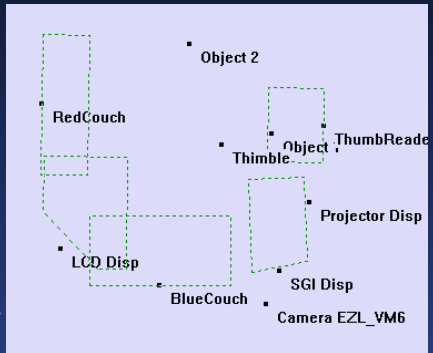 Object 2
RedCouch
ThumbReade
Object
Thimble
Projector Disp
LCD Disp
SGI Disp
BlueCouch
Camera EZL_VM6